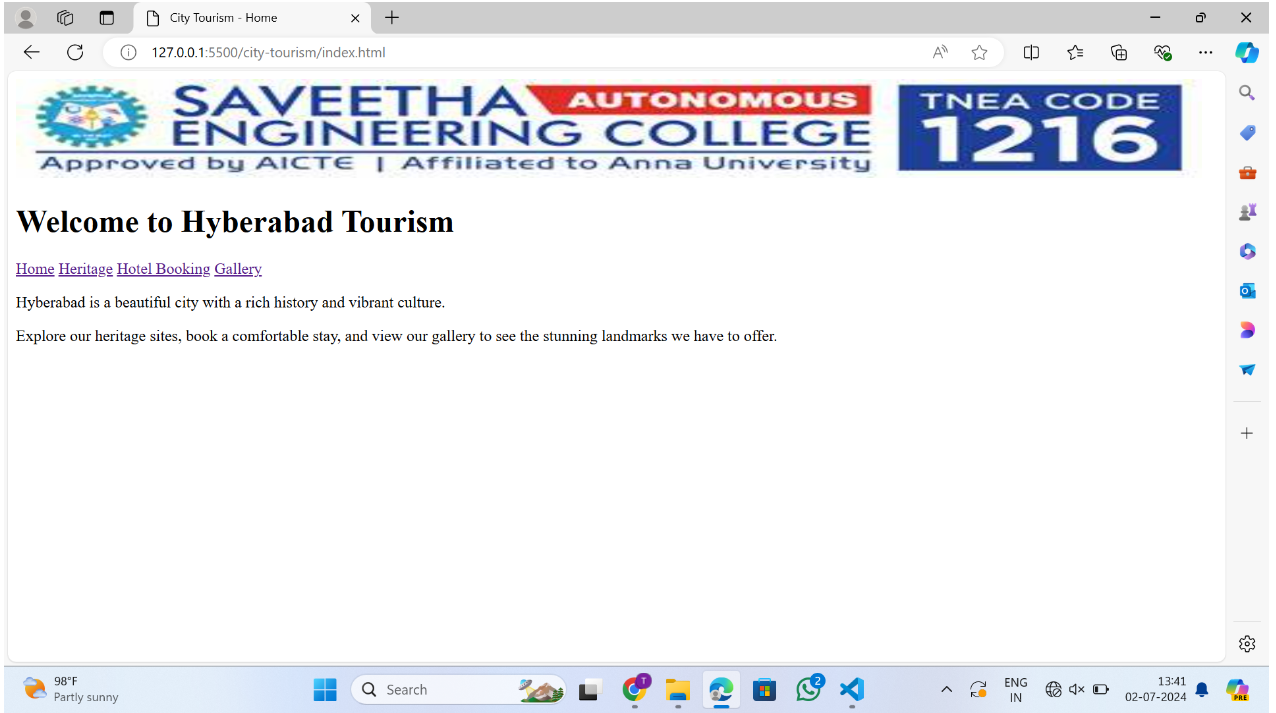 City Tourism - Home
127.0.0.1:5500/city-tourism/index.html
SAVEETHA AUTONOMOUS
ENGINEERING COLLEGE
Approved by AICTE | Affiliated to Anna University
TNEA CODE
1216
Welcome to Hyberabad Tourism
Home Heritage Hotel Booking Gallery
Hyberabad is a beautiful city with a rich history and vibrant culture.
Explore our heritage sites, book a comfortable stay, and view our gallery to see the stunning landmarks we have to offer.
98°F
Partly sunny
Search
T
2
ENG
IN
13:41
02-07-2024
PRE